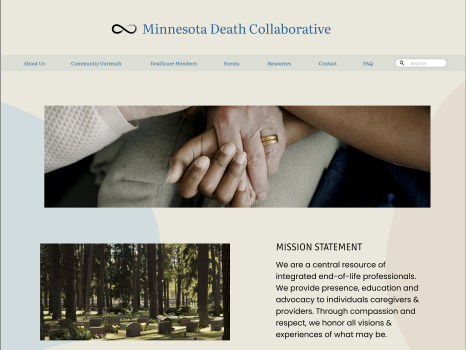 Minnesota Death Collaborative
About Us Community Outreach Deathcare Members Events Resources Contact FAQ Search
MISSION STATEMENT
We are a central resource of
integrated end-of-life professionals.
We provide presence, education and
advocacy to individuals caregivers &
providers. Through compassion and
respect, we honor all visions &
experiences of what may be.